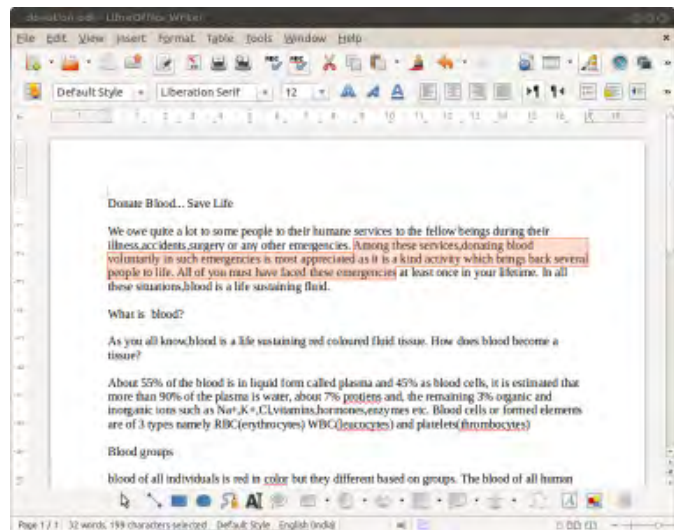 donation.odt - LibreOffice Writer
File Edit View Insert Format Table Tools Window Help
Default Style Liberation Serif 12
Donate Blood... Save Life
We owe quite a lot to some people to their humane services to the fellow beings during their
illness,accidents,surgery or any other emergencies. Among these services,donating blood
voluntarily in such emergencies is most appreciated as it is a kind activity which brings back several
people to life. All of you must have faced these emergencies at least once in your lifetime. In all
these situations,blood is a life sustaining fluid.
What is blood?
As you all know,blood is a life sustaining red coloured fluid tissue. How does blood become a
tissue?
About 55% of the blood is in liquid form called plasma and 45% as blood cells, it is estimated that
more than 90% of the plasma is water, about 7% protiens and, the remaining 3% organic and
inorganic ions such as Na+,K+,Cl,vitamins,hormones,enzymes etc. Blood cells or formed elements
are of 3 types namely RBC(erythrocytes) WBC(leucocytes) and platelets(thrombocytes)
Blood groups
blood of all individuals is red in color but they different based on groups. The blood of all human
Page 1 / 1 32 words, 199 characters selected Default Style English (India)